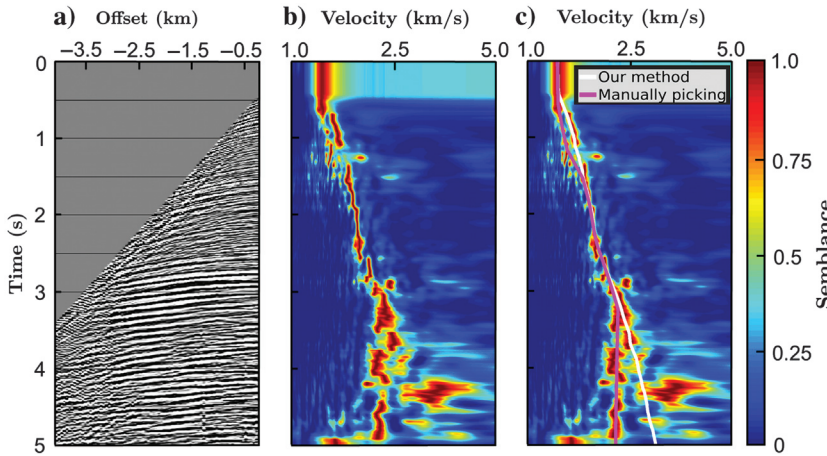 a) Offset (km)
b) Velocity (km/s)
c) Velocity (km/s)
−3.5 −2.5 −1.5 −0.5
1.0 2.5 5.0
1.0 2.5 5.0
Our method
Manually picking
Time (s)
0
1
2
3
4
5
1.0
0.75
0.50
0.25
0
Semblance